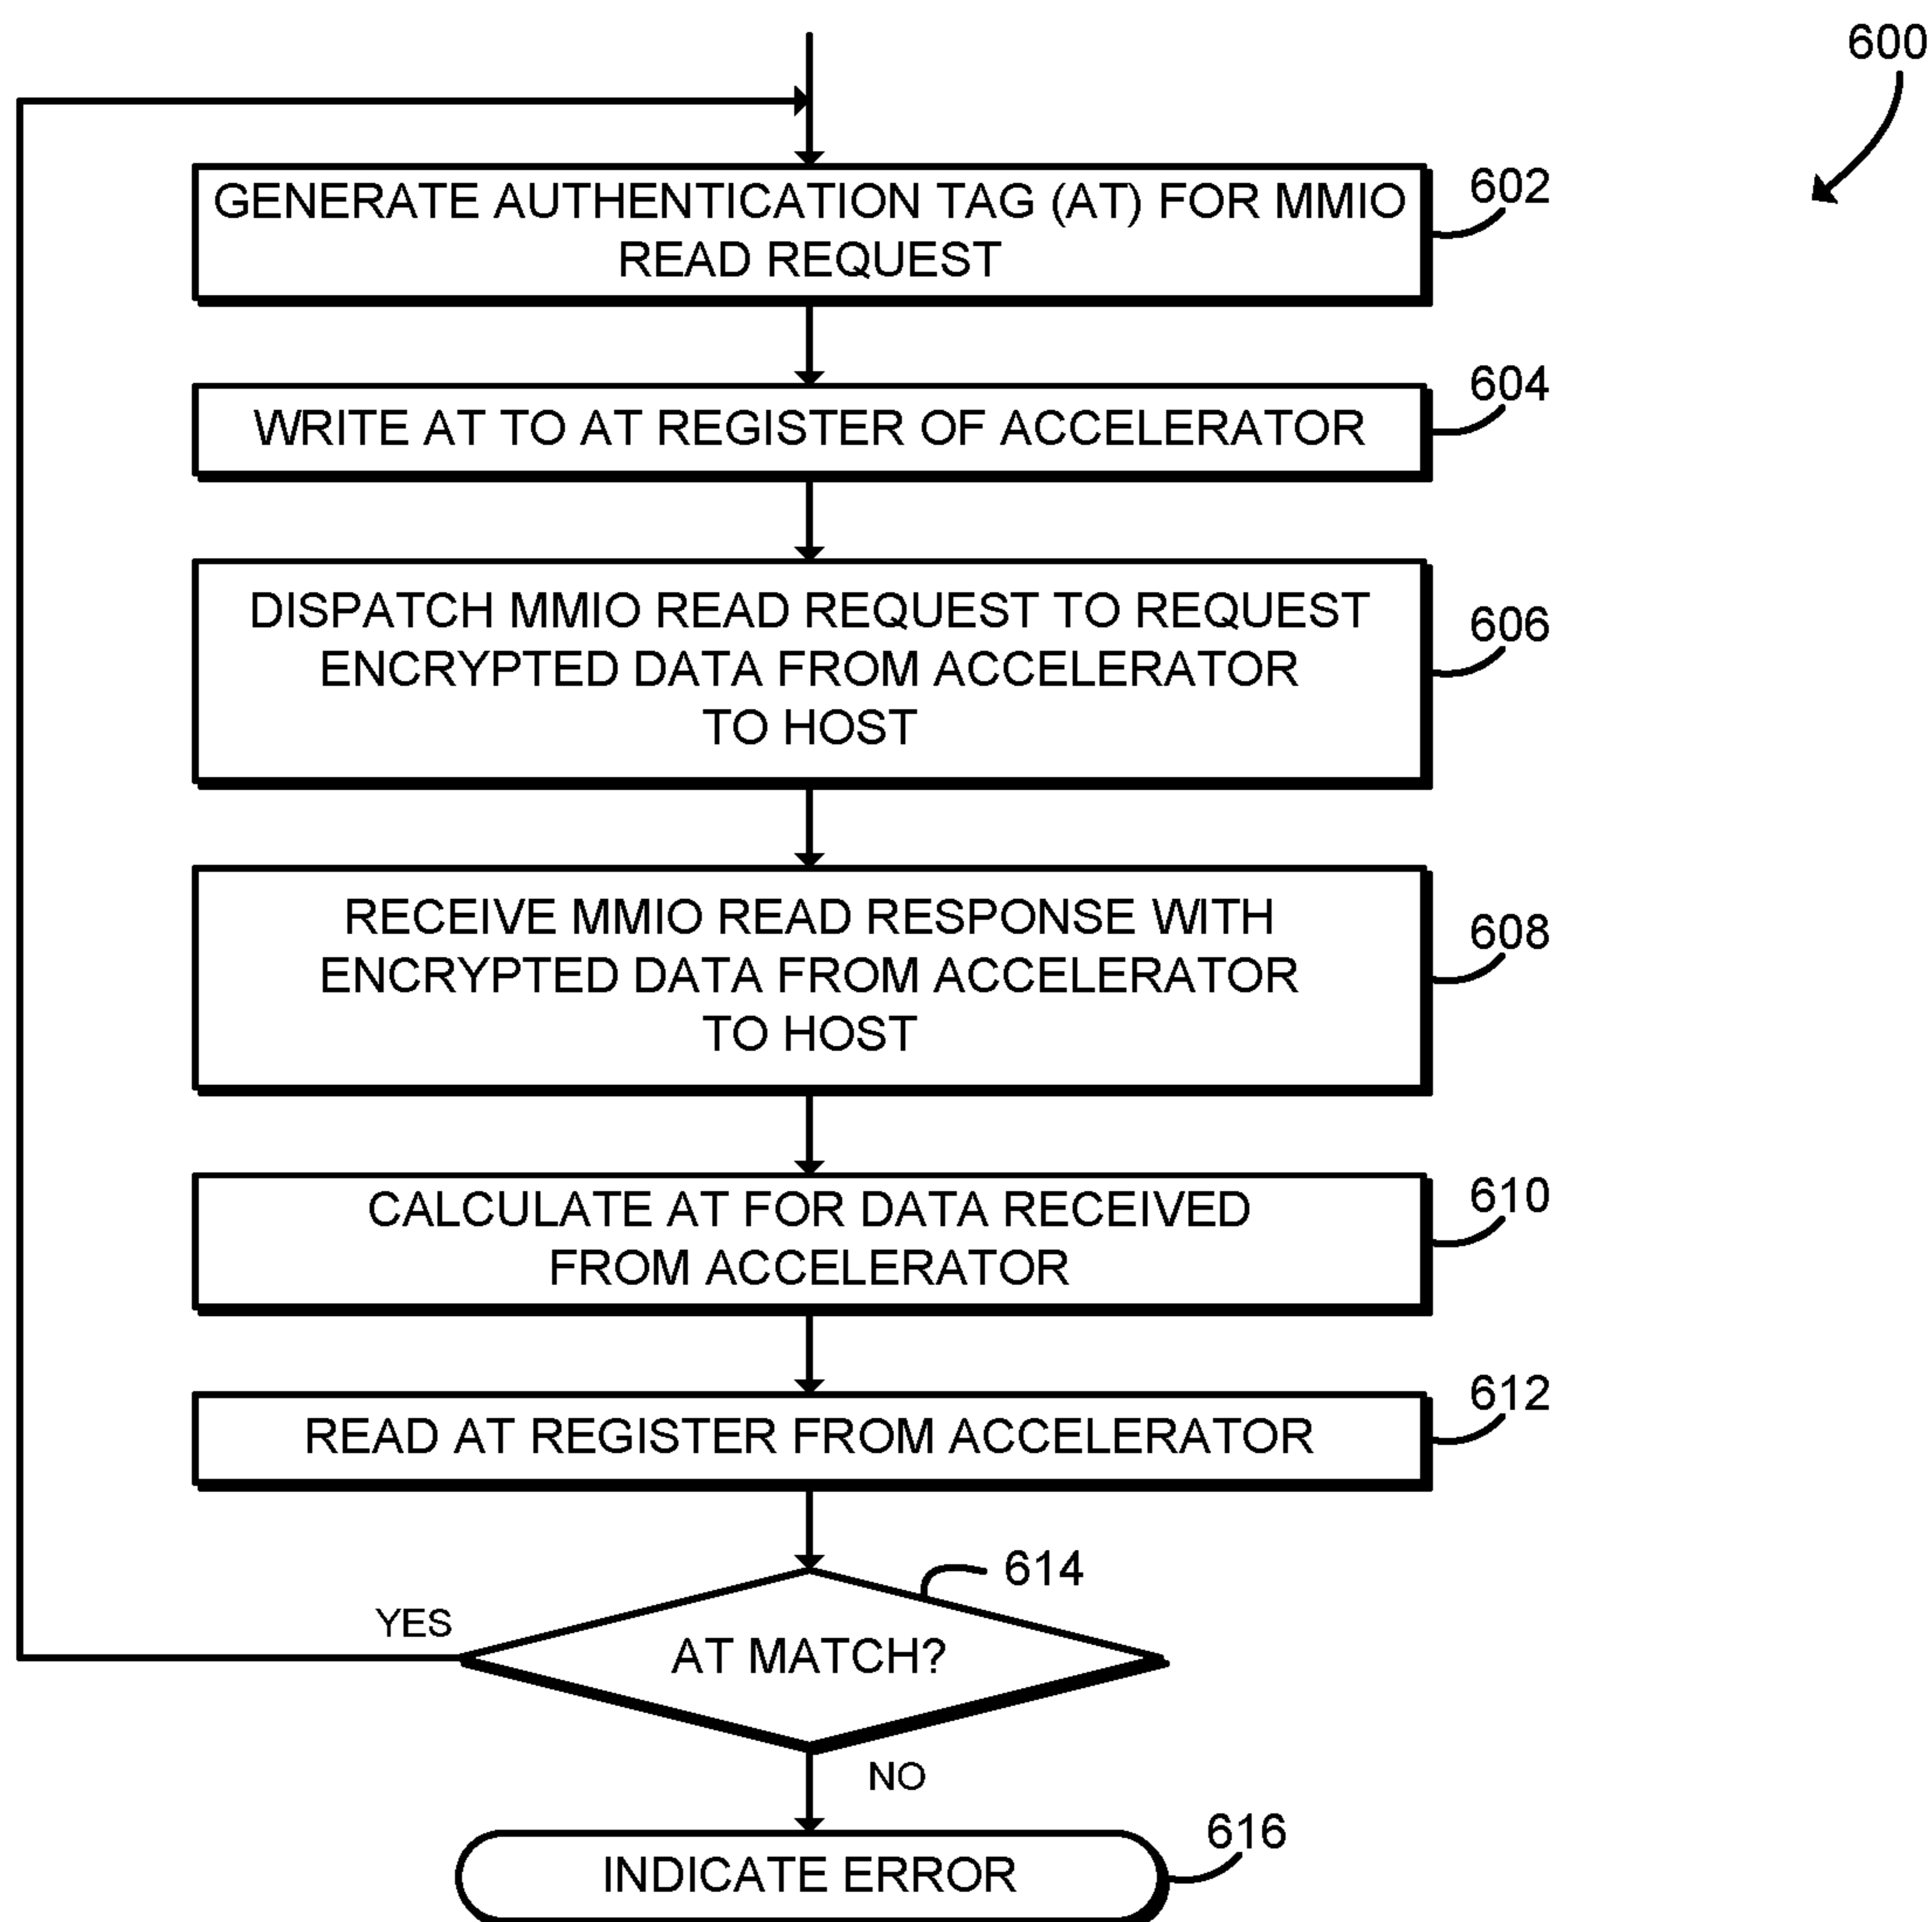 600
GENERATE AUTHENTICATION TAG (AT) FOR MMIO
READ REQUEST
602
WRITE AT TO AT REGISTER OF ACCELERATOR
604
DISPATCH MMIO READ REQUEST TO REQUEST
ENCRYPTED DATA FROM ACCELERATOR
TO HOST
606
RECEIVE MMIO READ RESPONSE WITH
ENCRYPTED DATA FROM ACCELERATOR
TO HOST
608
CALCULATE AT FOR DATA RECEIVED
FROM ACCELERATOR
610
READ AT REGISTER FROM ACCELERATOR
612
614
YES
AT MATCH?
NO
INDICATE ERROR
616